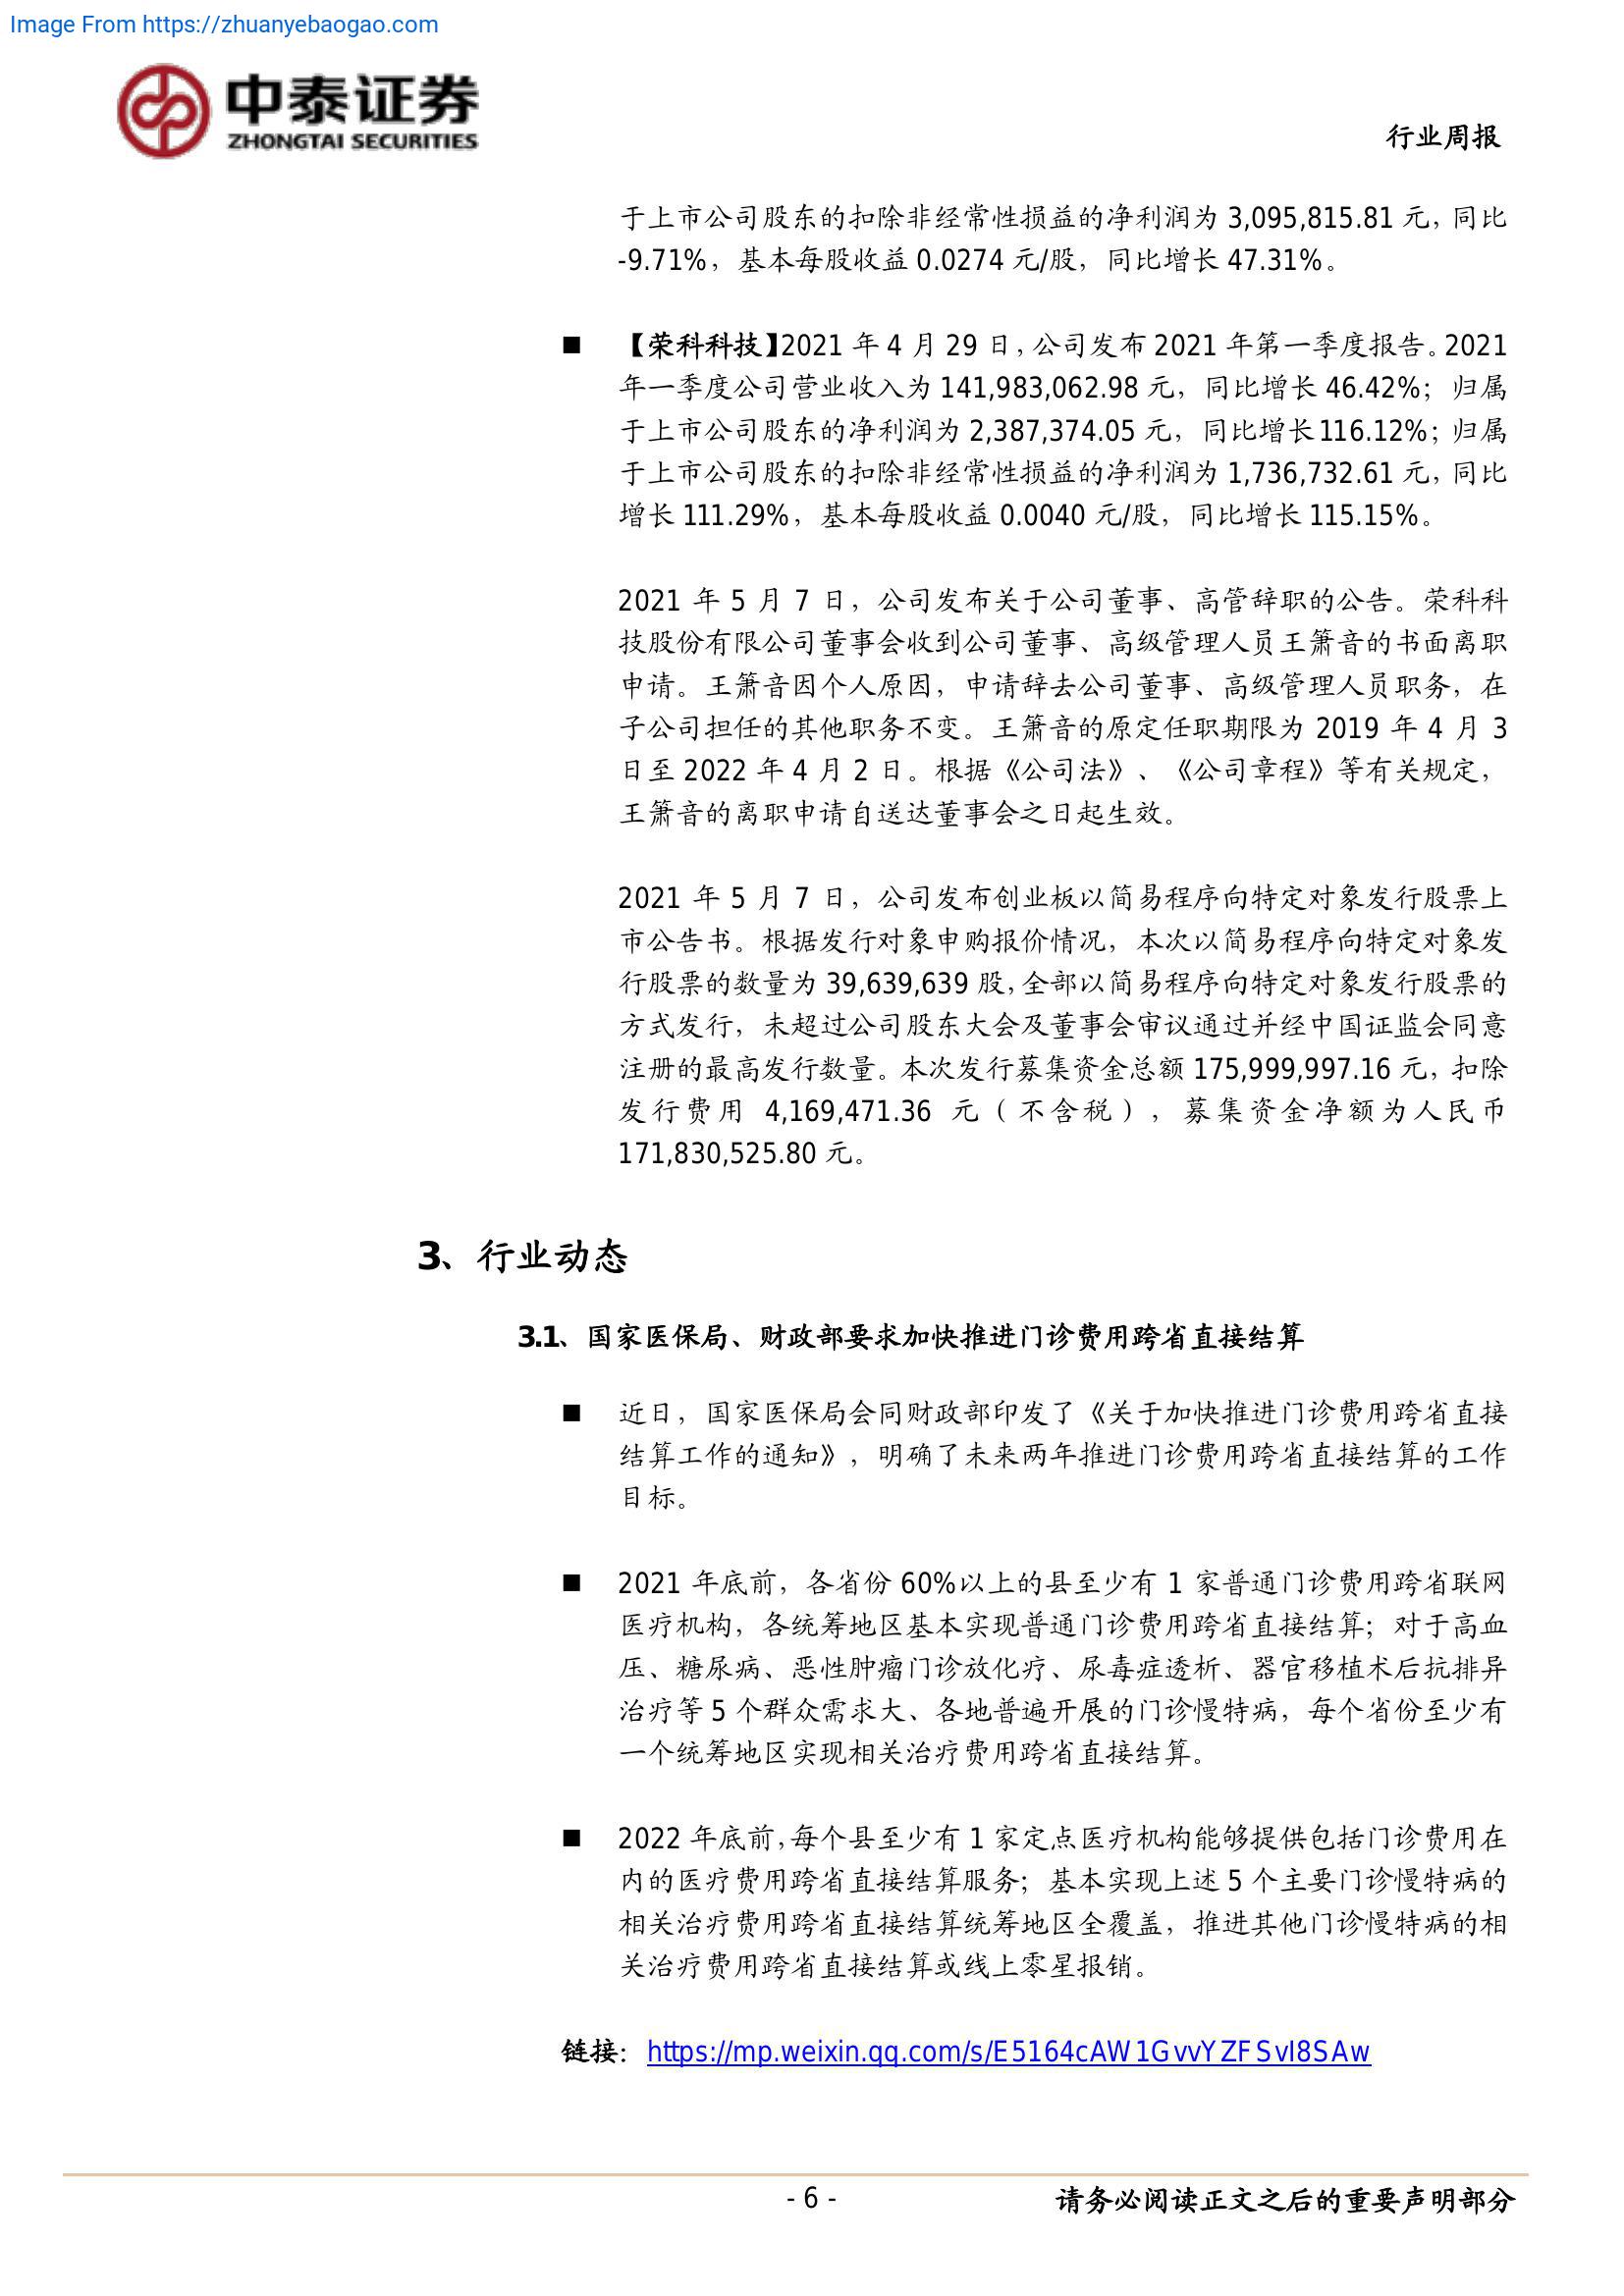 Image From https://zhuanyebaogao.com
中泰证券
ZHONGTAI SECURITIES
行业周报
于上市公司股东的扣除非经常性损益的净利润为 3,095,815.81 元，同比
-9.71%，基本每股收益 0.0274 元/股，同比增长 47.31%。
■ 【荣科科技】2021 年 4 月 29 日，公司发布 2021 年第一季度报告。2021
年一季度公司营业收入为 141,983,062.98 元，同比增长 46.42%；归属
于上市公司股东的净利润为 2,387,374.05 元，同比增长 116.12%；归属
于上市公司股东的扣除非经常性损益的净利润为 1,736,732.61 元，同比
增长 111.29%，基本每股收益 0.0040 元/股，同比增长 115.15%。
2021 年 5 月 7 日，公司发布关于公司董事、高管辞职的公告。荣科科
技股份有限公司董事会收到公司董事、高级管理人员王箫音的书面离职
申请。王箫音因个人原因，申请辞去公司董事、高级管理人员职务，在
子公司担任的其他职务不变。王箫音的原定任职期限为 2019 年 4 月 3
日至 2022 年 4 月 2 日。根据《公司法》、《公司章程》等有关规定，
王箫音的离职申请自送达董事会之日起生效。
2021 年 5 月 7 日，公司发布创业板以简易程序向特定对象发行股票上
市公告书。根据发行对象申购报价情况，本次以简易程序向特定对象发
行股票的数量为 39,639,639 股，全部以简易程序向特定对象发行股票的
方式发行，未超过公司股东大会及董事会审议通过并经中国证监会同意
注册的最高发行数量。本次发行募集资金总额 175,999,997.16 元，扣除
发行费用 4,169,471.36 元（不含税），募集资金净额为人民币
171,830,525.80 元。
3、行业动态
3.1、国家医保局、财政部要求加快推进门诊费用跨省直接结算
■ 近日，国家医保局会同财政部印发了《关于加快推进门诊费用跨省直接
结算工作的通知》，明确了未来两年推进门诊费用跨省直接结算的工作
目标。
■ 2021 年底前，各省份 60%以上的县至少有 1 家普通门诊费用跨省联网
医疗机构，各统筹地区基本实现普通门诊费用跨省直接结算；对于高血
压、糖尿病、恶性肿瘤门诊放化疗、尿毒症透析、器官移植术后抗排异
治疗等 5 个群众需求大、各地普遍开展的门诊慢特病，每个省份至少有
一个统筹地区实现相关治疗费用跨省直接结算。
■ 2022 年底前，每个县至少有 1 家定点医疗机构能够提供包括门诊费用在
内的医疗费用跨省直接结算服务；基本实现上述 5 个主要门诊慢特病的
相关治疗费用跨省直接结算统筹地区全覆盖，推进其他门诊慢特病的相
关治疗费用跨省直接结算或线上零星报销。
链接：https://mp.weixin.qq.com/s/E5164cAW1GvvYZFSvI8SAw
- 6 -
请务必阅读正文之后的重要声明部分